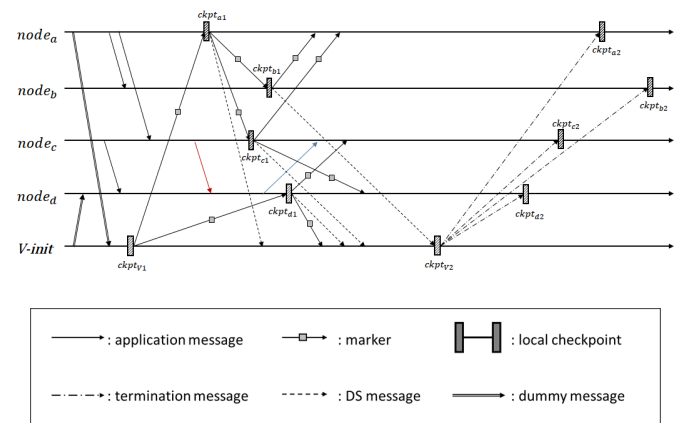 ckpt_a1
node_a
ckpt_a2
ckpt_b1
node_b
ckpt_b2
ckpt_c2
node_c
ckpt_c1
node_d
ckpt_d1
ckpt_d2
V-init
ckpt_V1
ckpt_V2
: application message : marker : local checkpoint
: termination message : DS message : dummy message